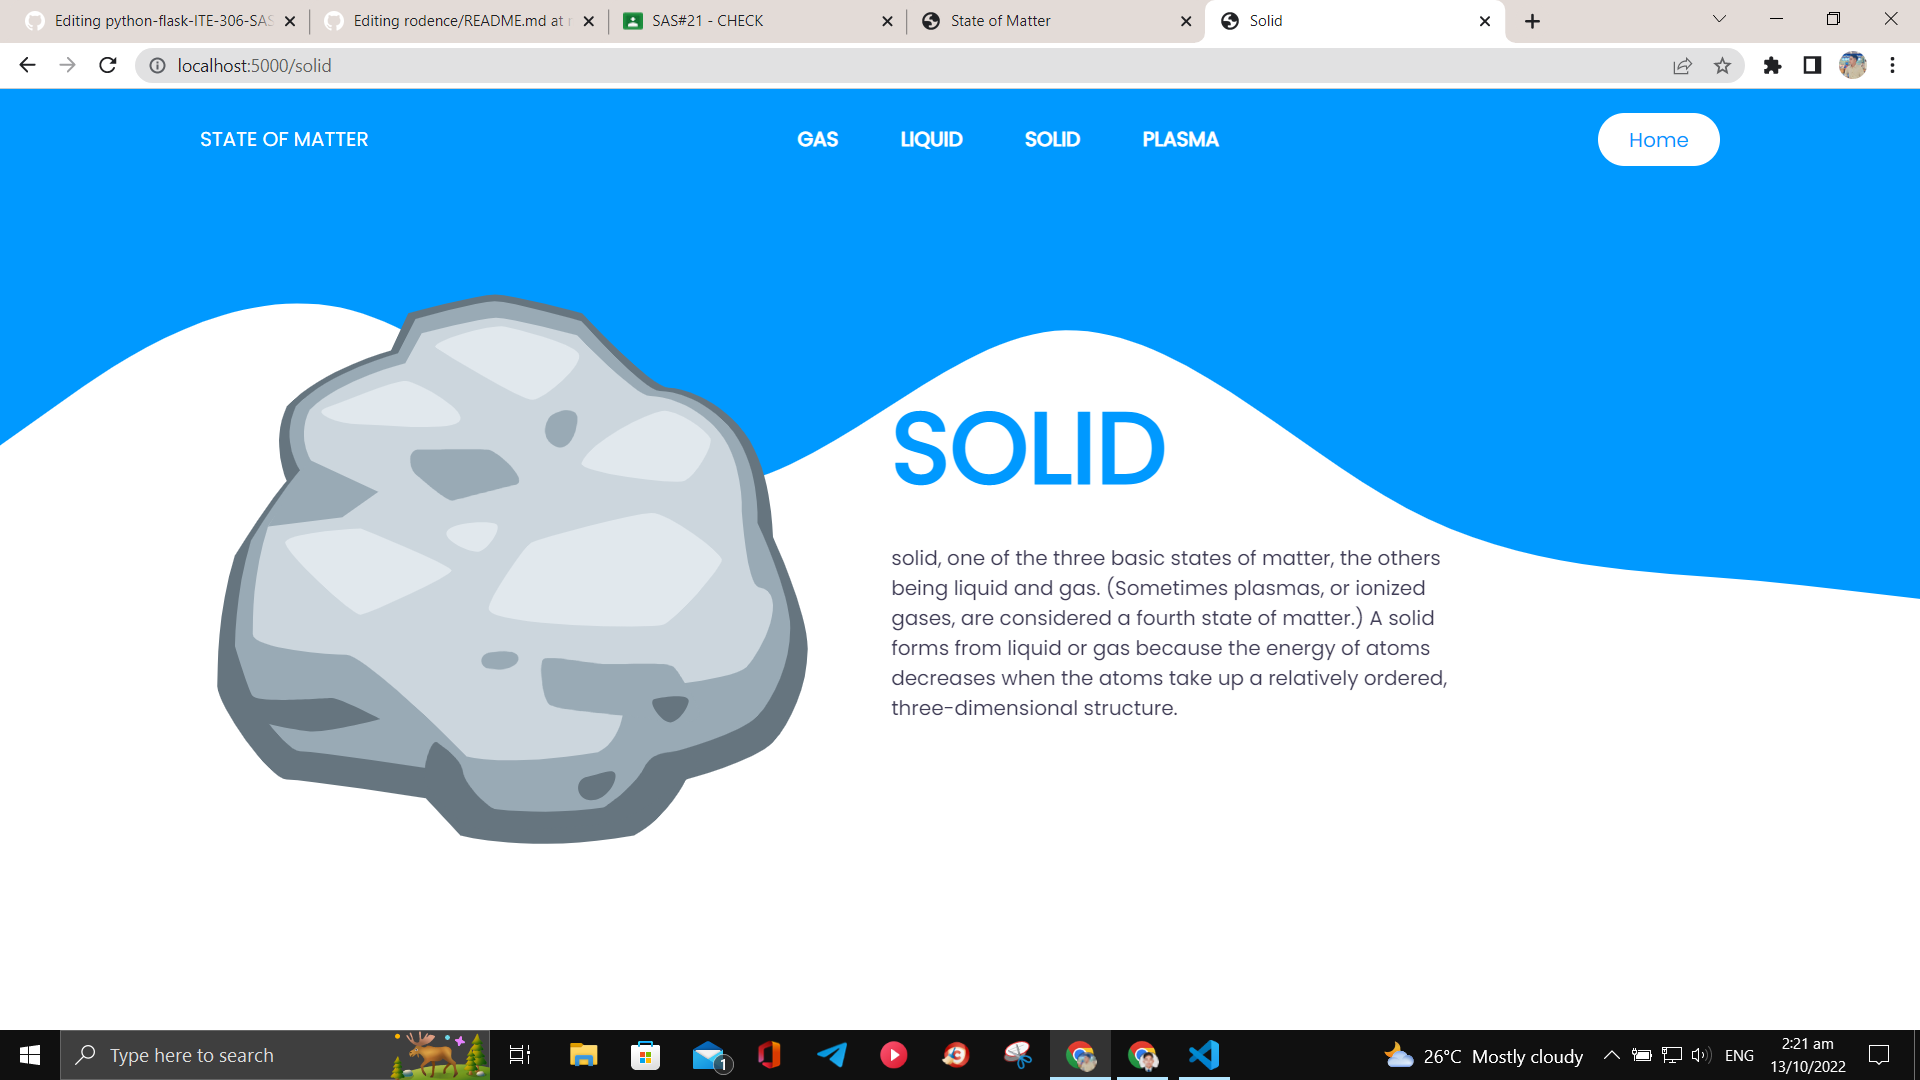 Editing python-flask-ITE-306-SAS
Editing rodence/README.md at
SAS#21 - CHECK
State of Matter
Solid
localhost:5000/solid
STATE OF MATTER
GAS
LIQUID
SOLID
PLASMA
Home
SOLID
solid, one of the three basic states of matter, the others
being liquid and gas. (Sometimes plasmas, or ionized
gases, are considered a fourth state of matter.) A solid
forms from liquid or gas because the energy of atoms
decreases when the atoms take up a relatively ordered,
three-dimensional structure.
Type here to search
1
26°C Mostly cloudy
ENG
2:21 am
13/10/2022